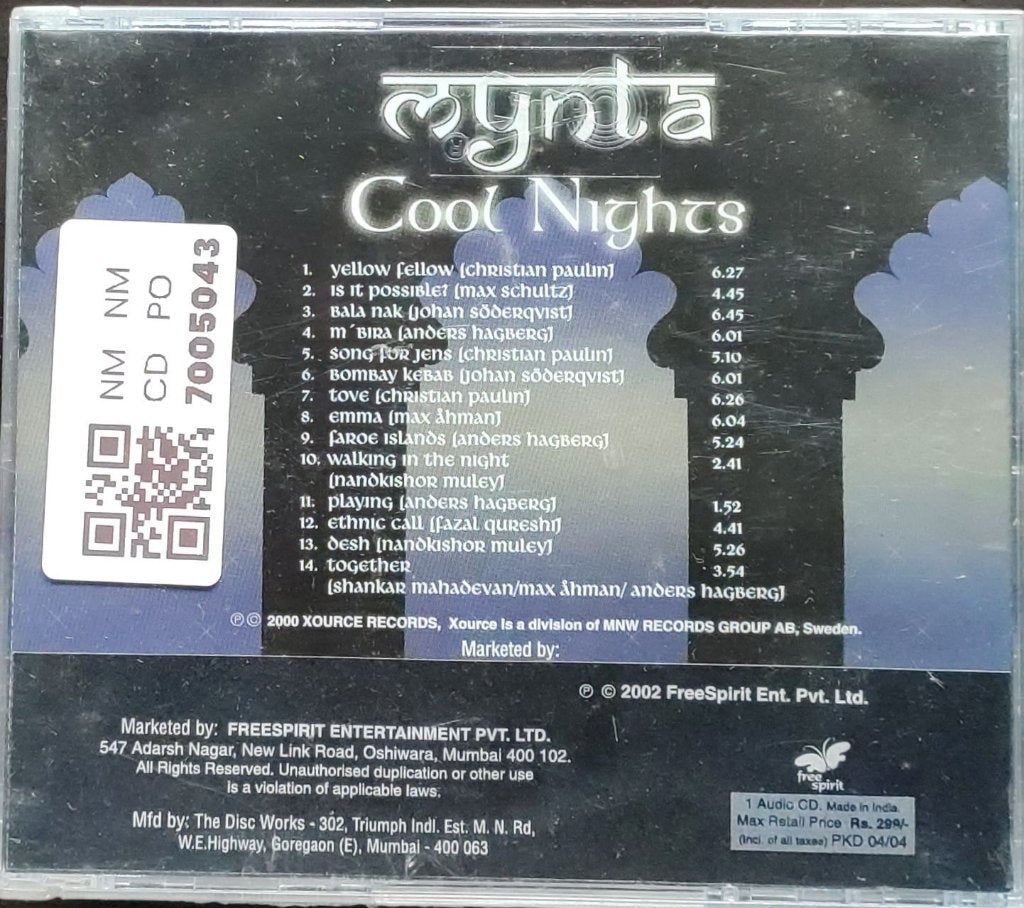 mynta
Cool Nights
NM NM
CD PO
7005043
1. yellow fellow (christian paulin) 6.27
2. is it possible? (max schultz) 4.45
3. bala nak (johan söderqvist) 6.45
4. m´bira (anders hagberg) 6.01
5. song for jens (christian paulin) 5.10
6. bombay kebab (johan söderqvist) 6.01
7. tove (christian paulin) 6.26
8. emma (max åhman) 6.04
9. faroe islands (anders hagberg) 5.24
10. walking in the night 2.41
(nandkishor muley)
11. playing (anders hagberg) 1.52
12. ethnic call (fazal qureshi) 4.41
13. desh (nandkishor muley) 5.26
14. together 3.54
(shankar mahadevan/max åhman/ anders hagberg)
℗© 2000 XOURCE RECORDS, Xource is a division of MNW RECORDS GROUP AB, Sweden.
Marketed by:
℗ © 2002 FreeSpirit Ent. Pvt. Ltd.
Marketed by: FREESPIRIT ENTERTAINMENT PVT. LTD.
547 Adarsh Nagar, New Link Road, Oshiwara, Mumbai 400 102.
All Rights Reserved. Unauthorised duplication or other use
is a violation of applicable laws.
Mfd by: The Disc Works - 302, Triumph Indl. Est. M. N. Rd,
W.E.Highway, Goregaon (E), Mumbai - 400 063
free
spirit
1 Audio CD. Made in India.
Max Retail Price Rs. 299/-
(Incl. of all taxes) PKD 04/04